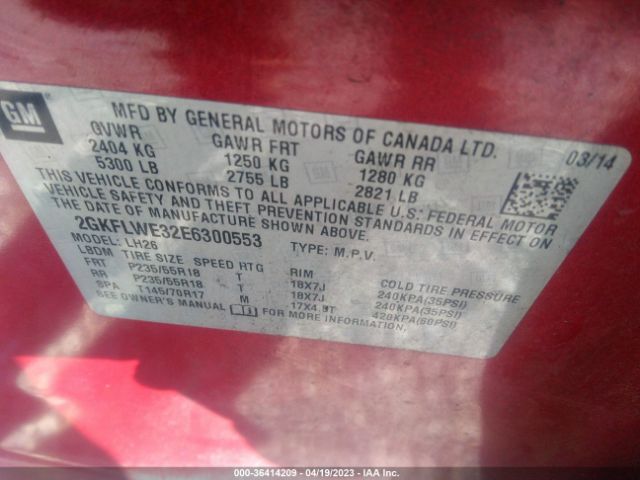 GM
MFD BY GENERAL MOTORS OF CANADA LTD.
GVWR GAWR FRT GAWR RR 03/14
2404 KG 1250 KG 1280 KG
5300 LB 2755 LB 2821 LB
THIS VEHICLE CONFORMS TO ALL APPLICABLE U.S. FEDERAL MOTOR
VEHICLE SAFETY AND THEFT PREVENTION STANDARDS IN EFFECT ON
THE DATE OF MANUFACTURE SHOWN ABOVE.
2GKFLWE32E6300553 TYPE: M.P.V.
MODEL: LH26
LBDM TIRE SIZE SPEED RTG RIM COLD TIRE PRESSURE
FRT P235/55R18 T 18X7J 240KPA(35PSI)
RR P235/55R18 T 18X7J 240KPA(35PSI)
SPA T145/70R17 M 17X4.5T 420KPA(60PSI)
SEE OWNER'S MANUAL FOR MORE INFORMATION.
000-36414209 - 04/19/2023 - IAA Inc.